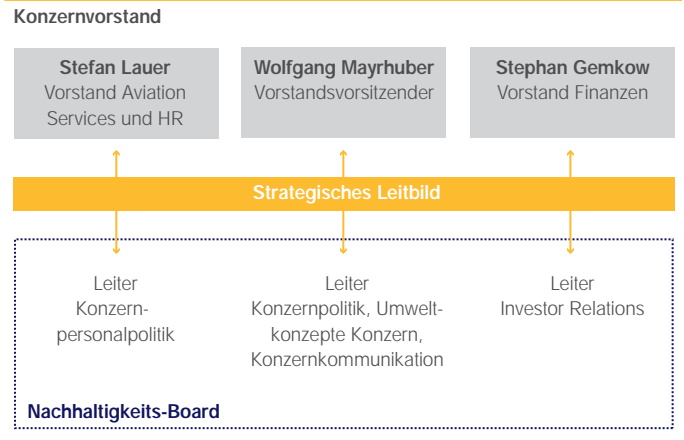 Konzernvorstand
Stefan Lauer
Vorstand Aviation
Services und HR
Wolfgang Mayrhuber
Vorstandsvorsitzender
Stephan Gemkow
Vorstand Finanzen
Strategisches Leitbild
Leiter
Konzern-
personalpolitik
Leiter
Konzernpolitik, Umwelt-
konzepte Konzern,
Konzernkommunikation
Leiter
Investor Relations
Nachhaltigkeits-Board